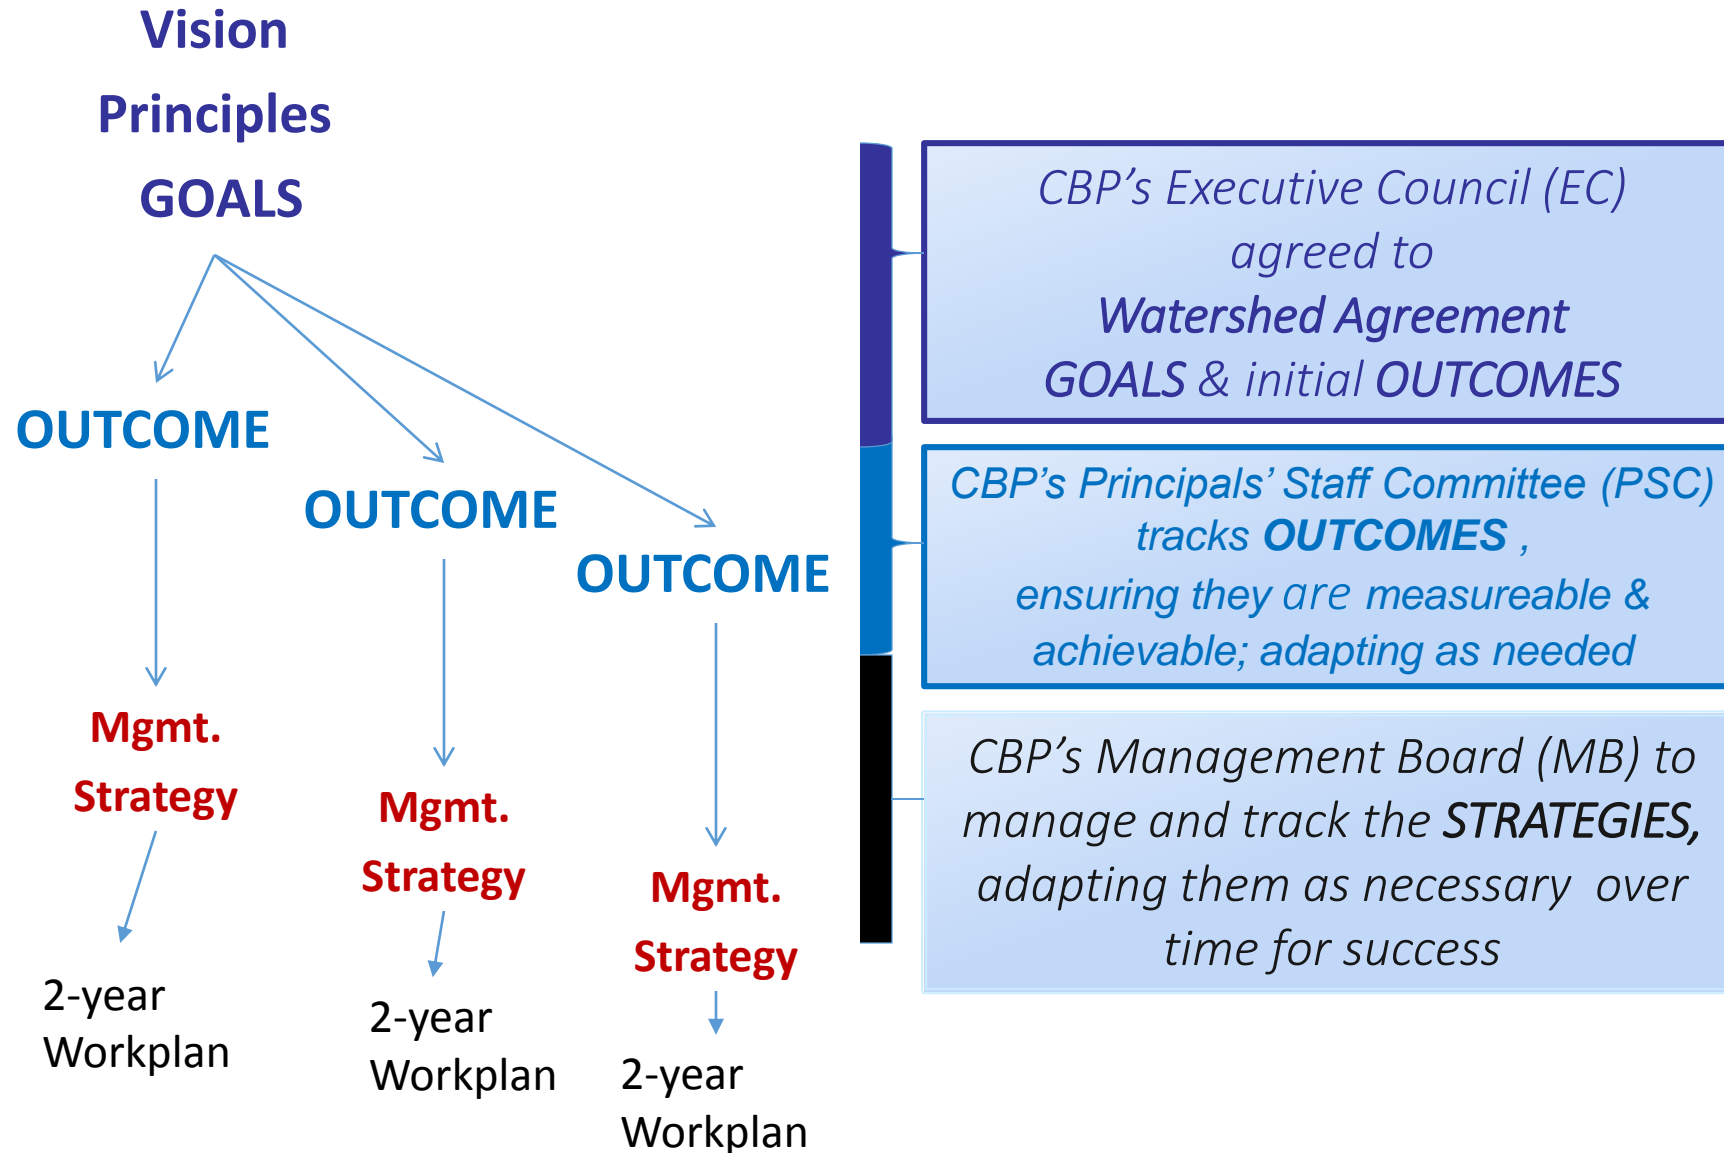 Vision
Principles
GOALS
OUTCOME
OUTCOME
OUTCOME
Mgmt.
Strategy
Mgmt.
Strategy
Mgmt.
Strategy
2-year
Workplan
2-year
Workplan
2-year
Workplan
CBP’s Executive Council (EC)
agreed to
Watershed Agreement
GOALS & initial OUTCOMES
CBP’s Principals’ Staff Committee (PSC)
tracks OUTCOMES ,
ensuring they are measureable &
achievable; adapting as needed
CBP’s Management Board (MB) to
manage and track the STRATEGIES,
adapting them as necessary over
time for success